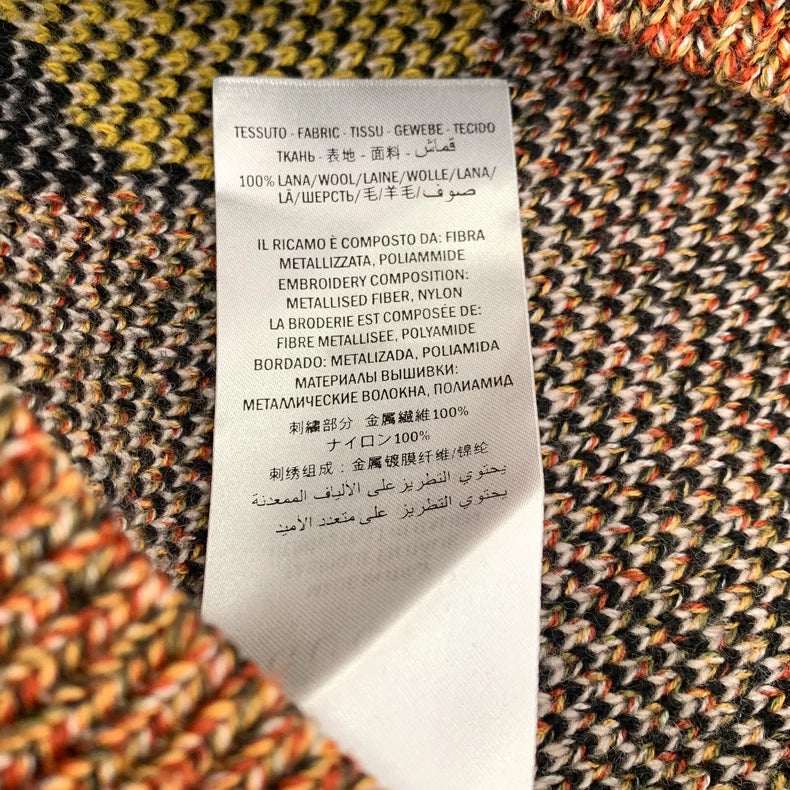 TESSUTO - FABRIC - TISSU - GEWEBE - TECIDO
ТКАНЬ - 表地 - 面料 - قماش
100% LANA/WOOL/LAINE/WOLLE/LANA/
LÃ/ШЕРСТЬ/毛/羊毛/صوف
IL RICAMO È COMPOSTO DA: FIBRA
METALLIZZATA, POLIAMMIDE
EMBROIDERY COMPOSITION:
METALLISED FIBER, NYLON
LA BRODERIE EST COMPOSÉE DE:
FIBRE METALLISEE, POLYAMIDE
BORDADO: METALIZADA, POLIAMIDA
МАТЕРИАЛЫ ВЫШИВКИ:
МЕТАЛЛИЧЕСКИЕ ВОЛОКНА, ПОЛИАМИД
刺繍部分 金属繊維100%
ナイロン100%
刺绣组成：金属镀膜纤维/锦纶
يحتوي التطريز على الألياف الممعدنة
يحتوي التطريز على متعدد الأميد